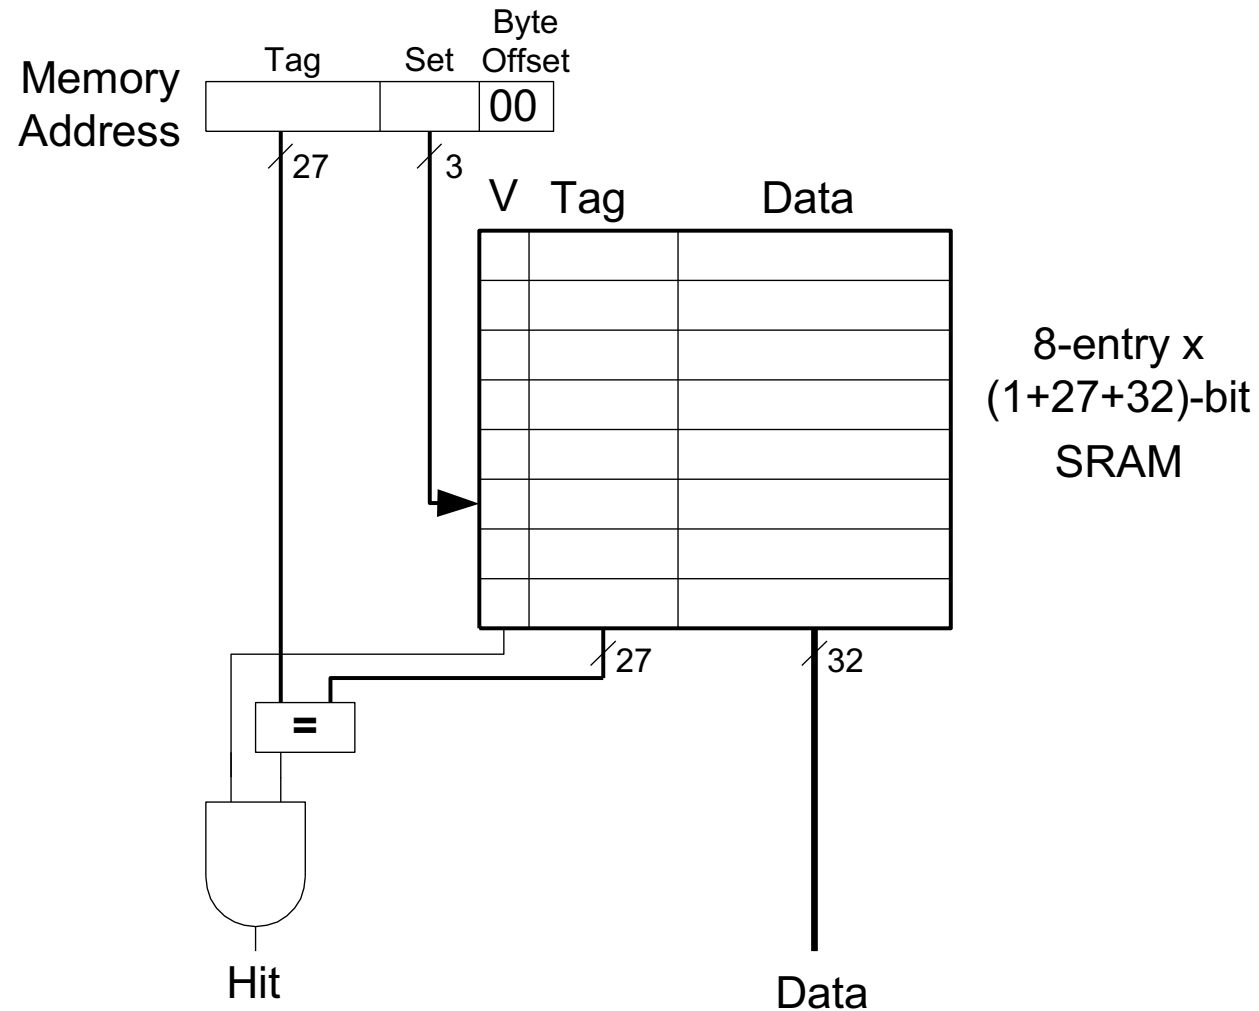 Byte
Tag Set Offset
Memory
Address
00
27 3
V Tag Data
8-entry x
(1+27+32)-bit
SRAM
27 32
=
Hit
Data